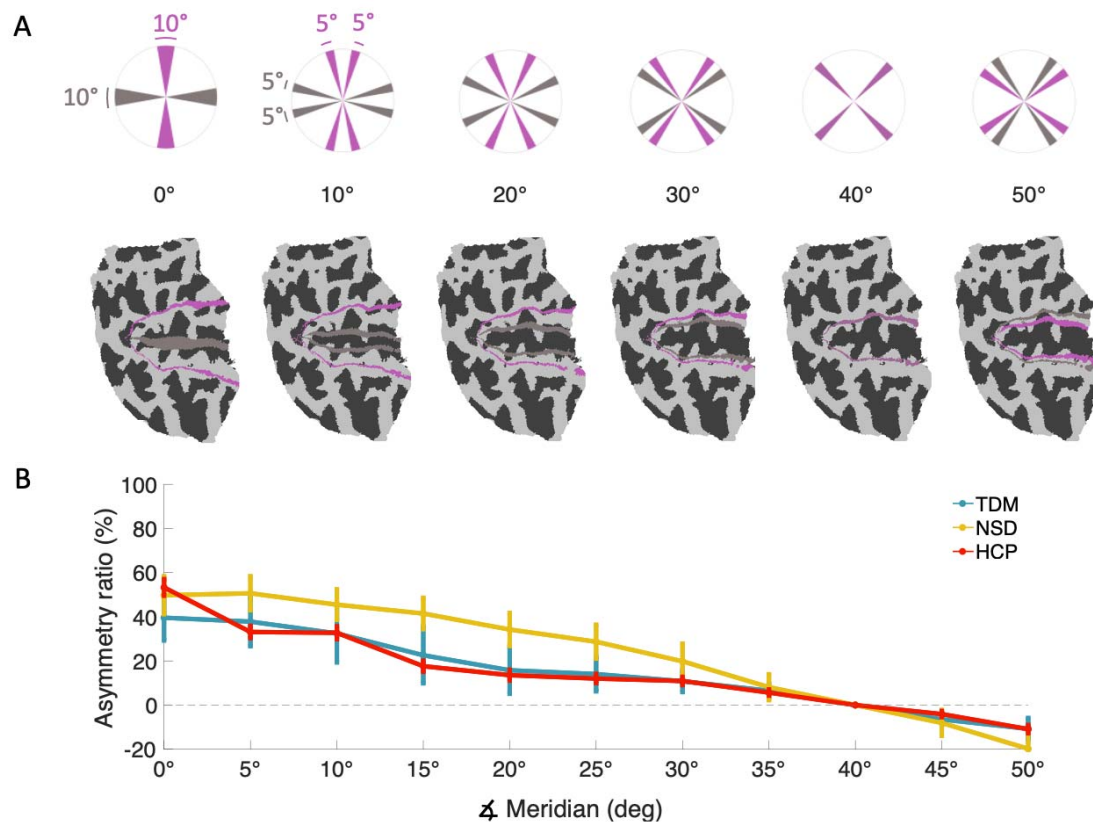 A
10° 5° 5°
10° 5°
5°
0° 10° 20° 30° 40° 50°
B
Asymmetry ratio (%)
100
80
60
40
20
0
-20
TDM
NSD
HCP
0° 5° 10° 15° 20° 25° 30° 35° 40° 45° 50°
∡ Meridian (deg)